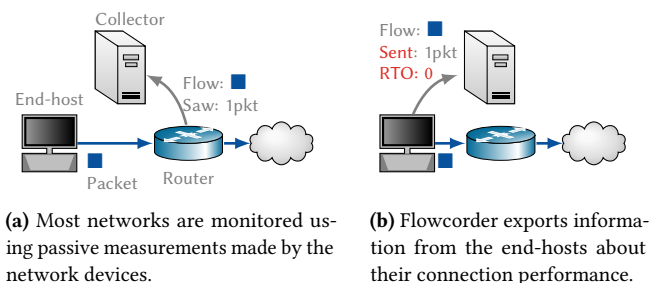 Collector
Flow:
Saw: 1pkt
End-host
Packet
Router
(a) Most networks are monitored us-
ing passive measurements made by the
network devices.
Flow:
Sent: 1pkt
RTO: 0
(b) Flowcorder exports informa-
tion from the end-hosts about
their connection performance.